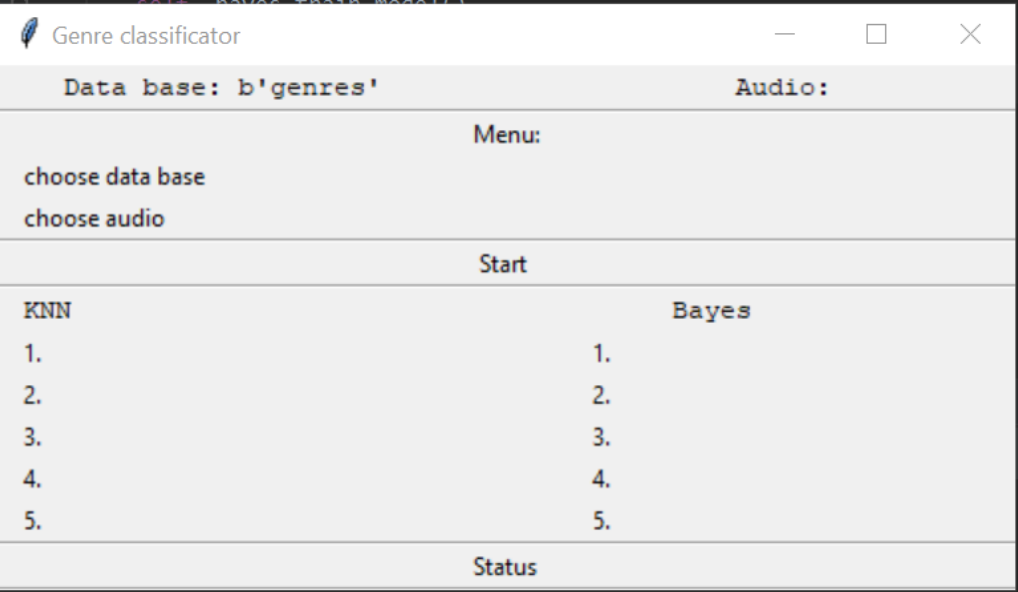 Genre classificator
Data base: b'genres' Audio:
Menu:
choose data base
choose audio
Start
KNN Bayes
1. 1.
2. 2.
3. 3.
4. 4.
5. 5.
Status